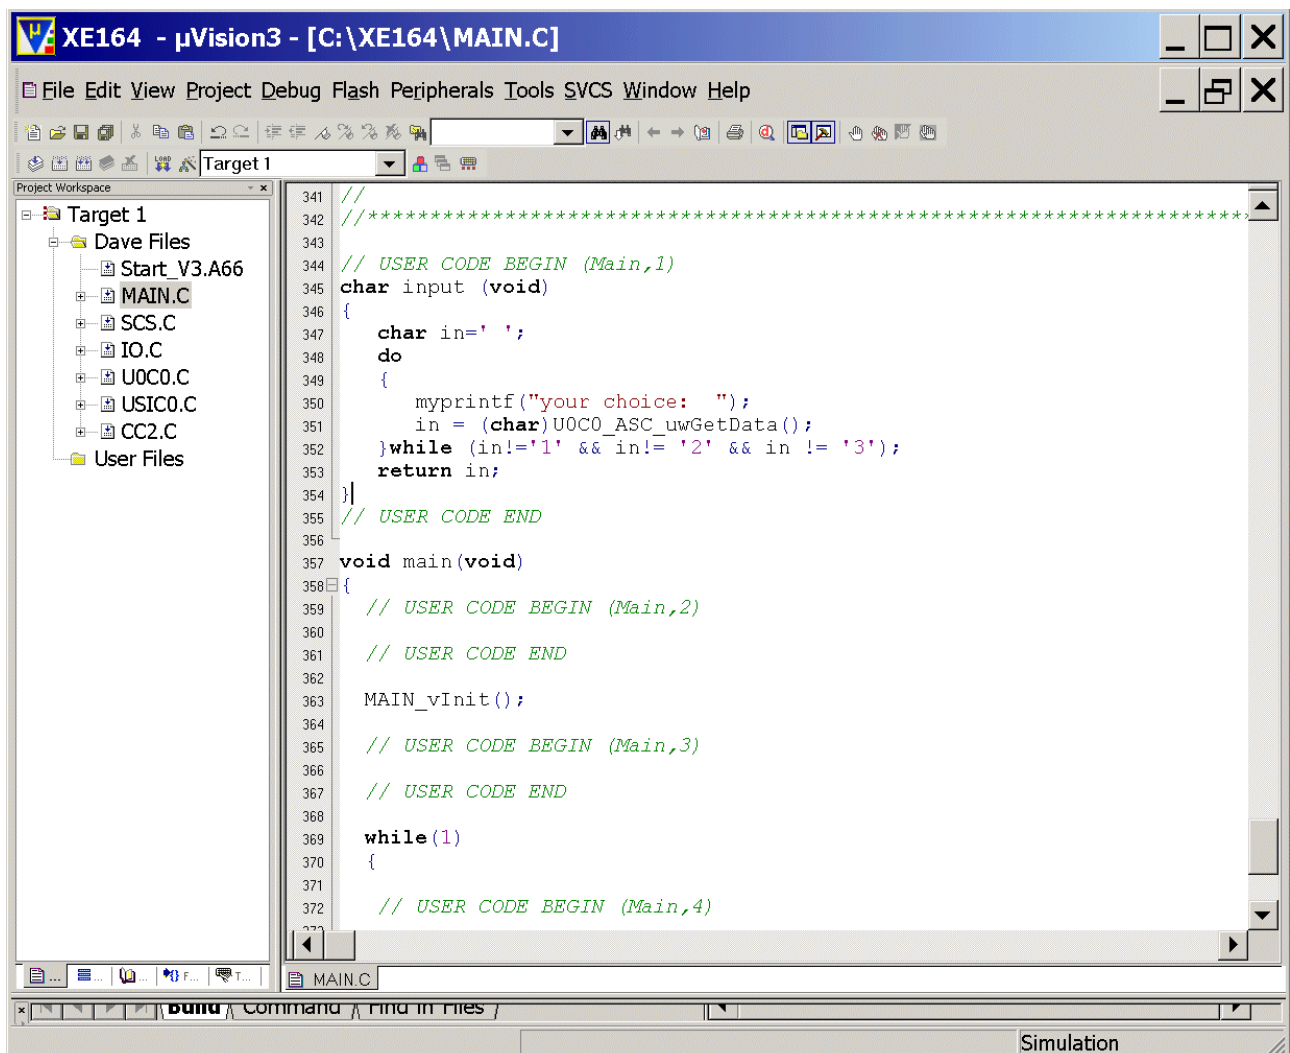 XE164 - µVision3 - [C:\XE164\MAIN.C]
File Edit View Project Debug Flash Peripherals Tools SVCS Window Help
LOAD Target 1
Project Workspace
Target 1
Dave Files
Start_V3.A66
MAIN.C
SCS.C
IO.C
U0C0.C
USIC0.C
CC2.C
User Files
341 //
342 //***********************************************************************
343
344 // USER CODE BEGIN (Main,1)
345 char input (void)
346 {
347 char in=' ';
348 do
349 {
350 myprintf("your choice:  ");
351 in = (char)U0C0_ASC_uwGetData();
352 }while (in!='1' && in!= '2' && in != '3');
353 return in;
354 }
355 // USER CODE END
356
357 void main(void)
358 {
359 // USER CODE BEGIN (Main,2)
360
361 // USER CODE END
362
363 MAIN_vInit();
364
365 // USER CODE BEGIN (Main,3)
366
367 // USER CODE END
368
369 while(1)
370 {
371
372 // USER CODE BEGIN (Main,4)
373
... ... ... F... T...
MAIN.C
Build Command Find in Files
Simulation